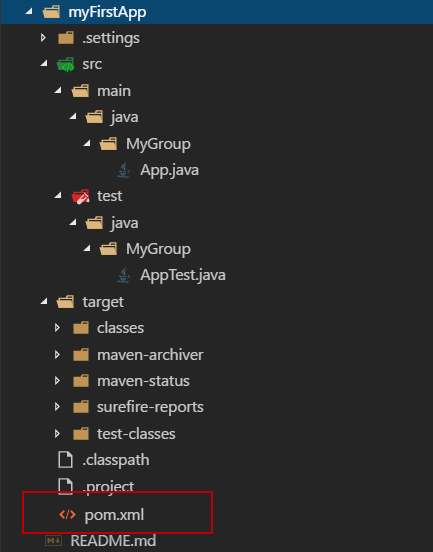 myFirstApp
.settings
src
main
java
MyGroup
App.java
test
java
MyGroup
AppTest.java
target
classes
maven-archiver
maven-status
surefire-reports
test-classes
.classpath
.project
pom.xml
README.md